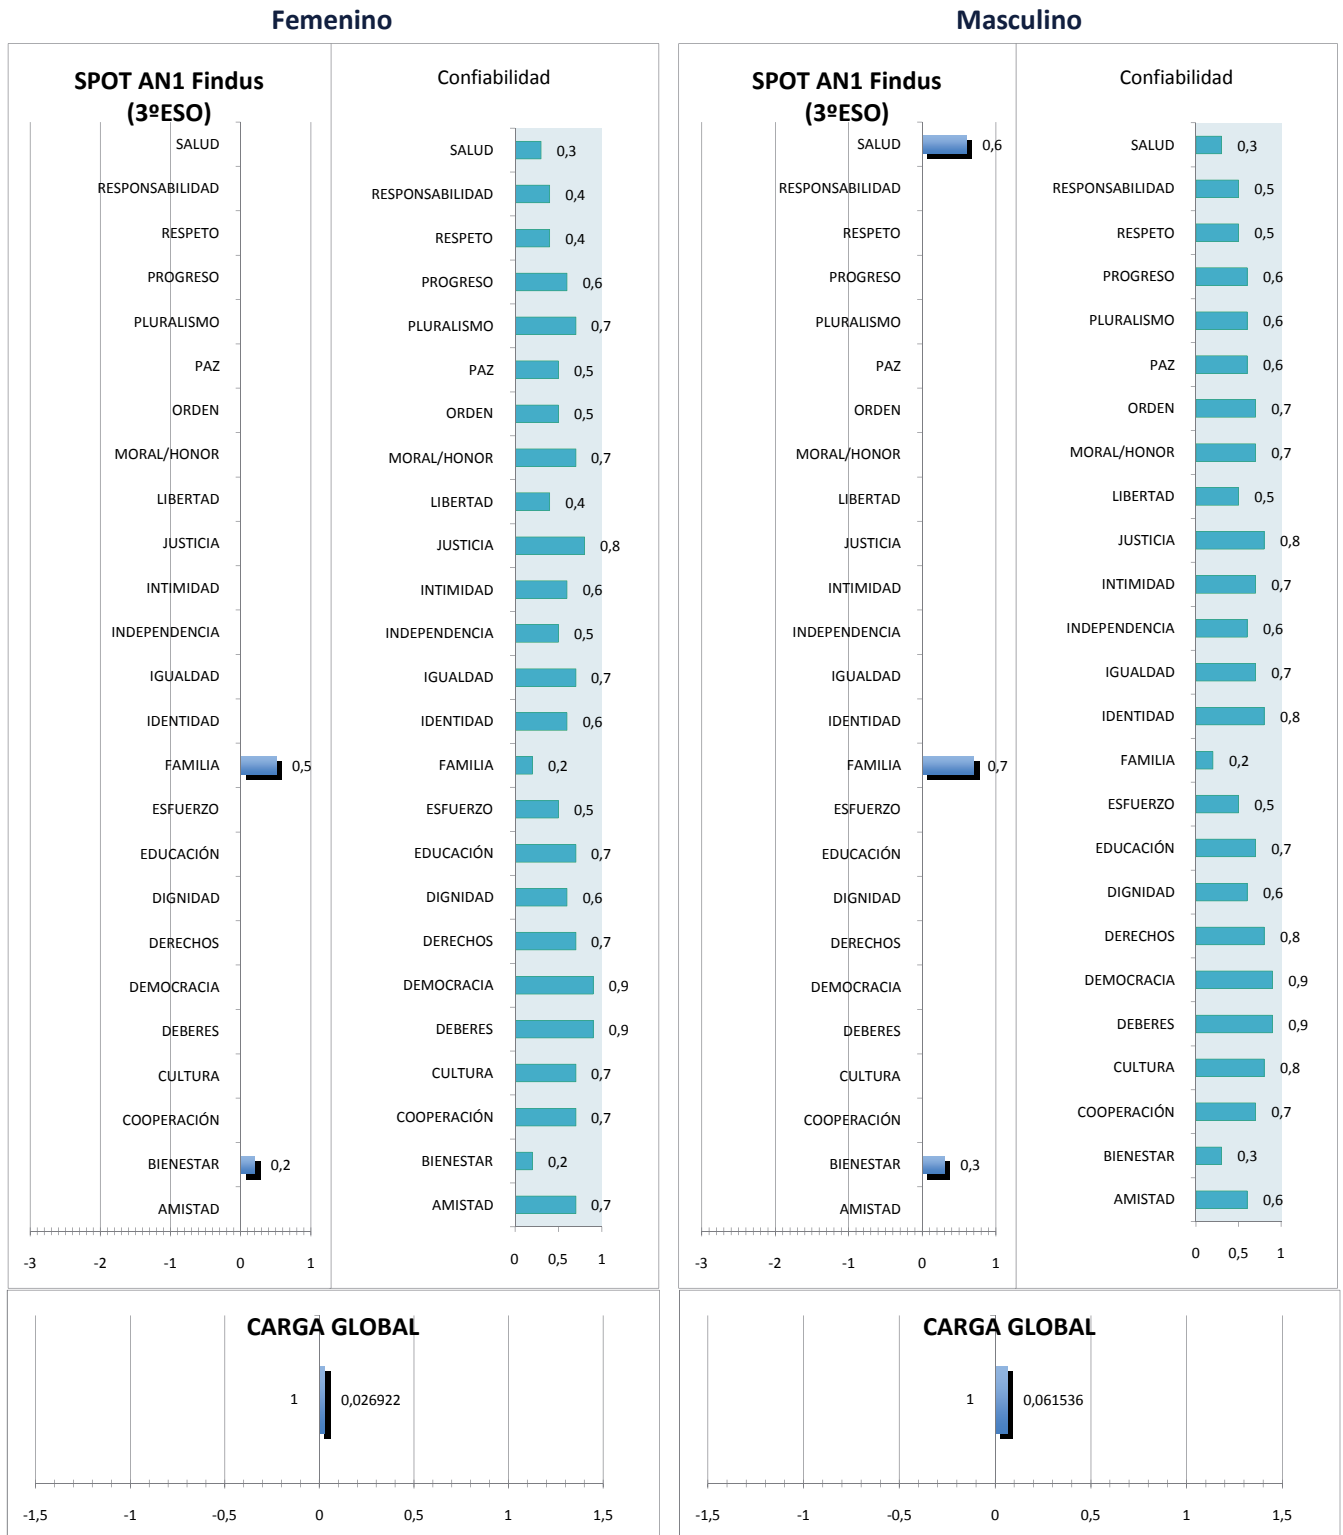 Femenino
SPOT AN1 Findus
(3ºESO)
SALUD
RESPONSABILIDAD
RESPETO
PROGRESO
PLURALISMO
PAZ
ORDEN
MORAL/HONOR
LIBERTAD
JUSTICIA
INTIMIDAD
INDEPENDENCIA
IGUALDAD
IDENTIDAD
FAMILIA 0,5
ESFUERZO
EDUCACIÓN
DIGNIDAD
DERECHOS
DEMOCRACIA
DEBERES
CULTURA
COOPERACIÓN
BIENESTAR 0,2
AMISTAD
-3 -2 -1 0 1
Confiabilidad
SALUD 0,3
RESPONSABILIDAD 0,4
RESPETO 0,4
PROGRESO 0,6
PLURALISMO 0,7
PAZ 0,5
ORDEN 0,5
MORAL/HONOR 0,7
LIBERTAD 0,4
JUSTICIA 0,8
INTIMIDAD 0,6
INDEPENDENCIA 0,5
IGUALDAD 0,7
IDENTIDAD 0,6
FAMILIA 0,2
ESFUERZO 0,5
EDUCACIÓN 0,7
DIGNIDAD 0,6
DERECHOS 0,7
DEMOCRACIA 0,9
DEBERES 0,9
CULTURA 0,7
COOPERACIÓN 0,7
BIENESTAR 0,2
AMISTAD 0,7
0 0,5 1
CARGA GLOBAL
1 0,026922
-1,5 -1 -0,5 0 0,5 1 1,5
Masculino
SPOT AN1 Findus
(3ºESO)
SALUD 0,6
RESPONSABILIDAD
RESPETO
PROGRESO
PLURALISMO
PAZ
ORDEN
MORAL/HONOR
LIBERTAD
JUSTICIA
INTIMIDAD
INDEPENDENCIA
IGUALDAD
IDENTIDAD
FAMILIA 0,7
ESFUERZO
EDUCACIÓN
DIGNIDAD
DERECHOS
DEMOCRACIA
DEBERES
CULTURA
COOPERACIÓN
BIENESTAR 0,3
AMISTAD
-3 -2 -1 0 1
Confiabilidad
SALUD 0,3
RESPONSABILIDAD 0,5
RESPETO 0,5
PROGRESO 0,6
PLURALISMO 0,6
PAZ 0,6
ORDEN 0,7
MORAL/HONOR 0,7
LIBERTAD 0,5
JUSTICIA 0,8
INTIMIDAD 0,7
INDEPENDENCIA 0,6
IGUALDAD 0,7
IDENTIDAD 0,8
FAMILIA 0,2
ESFUERZO 0,5
EDUCACIÓN 0,7
DIGNIDAD 0,6
DERECHOS 0,8
DEMOCRACIA 0,9
DEBERES 0,9
CULTURA 0,8
COOPERACIÓN 0,7
BIENESTAR 0,3
AMISTAD 0,6
0 0,5 1
CARGA GLOBAL
1 0,061536
-1,5 -1 -0,5 0 0,5 1 1,5